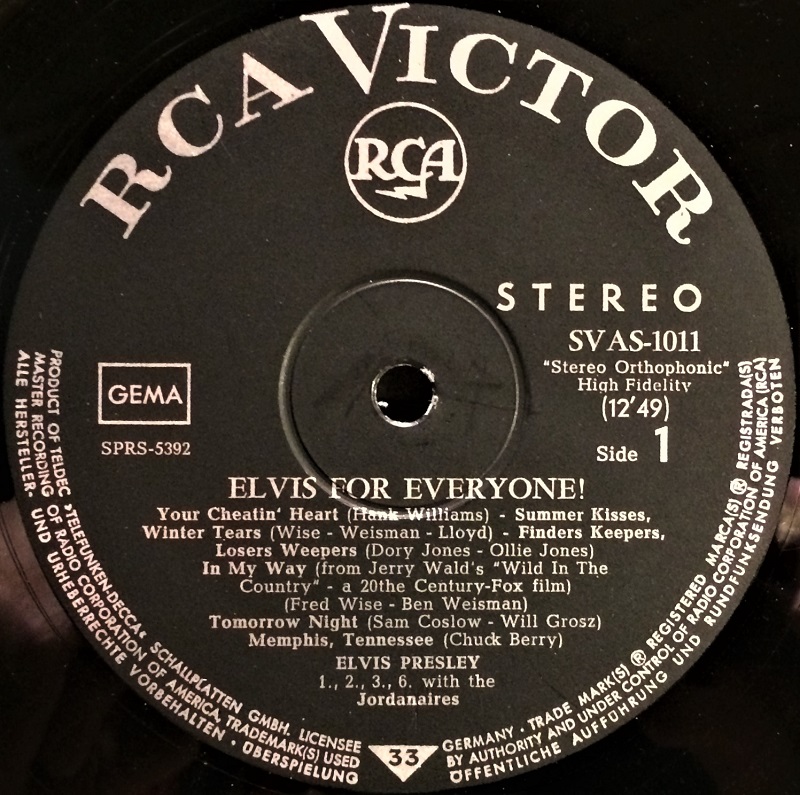 RCA VICTOR
RCA
STEREO
SVAS-1011
"Stereo Orthophonic"
High Fidelity
(12'49)
Side 1
GEMA
SPRS-5392
ELVIS FOR EVERYONE!
Your Cheatin' Heart (Hank Williams) - Summer Kisses,
Winter Tears (Wise - Weisman - Lloyd) - Finders Keepers,
Losers Weepers (Dory Jones - Ollie Jones)
In My Way (from Jerry Wald's "Wild In The
Country" - a 20the Century-Fox film)
(Fred Wise - Ben Weisman)
Tomorrow Night (Sam Coslow - Will Grosz)
Memphis, Tennessee (Chuck Berry)
ELVIS PRESLEY
1., 2., 3., 6. with the
Jordanaires
PRODUCT OF TELDEC »TELEFUNKEN-DECCA« SCHALLPLATTEN GMBH. LICENSEE
MASTER RECORDING OF RADIO CORPORATION OF AMERICA, TRADEMARK(S) USED
ALLE HERSTELLER- UND URHEBERRECHTE VORBEHALTEN · ÜBERSPIELUNG
33
GERMANY · TRADE MARK(S) ® REGISTERED MARCA(S) ® REGISTRADA(S)
BY AUTHORITY AND UNDER CONTROL OF RADIO CORPORATION OF AMERICA (RCA)
ÖFFENTLICHE AUFFÜHRUNG UND RUNDFUNKSENDUNG VERBOTEN